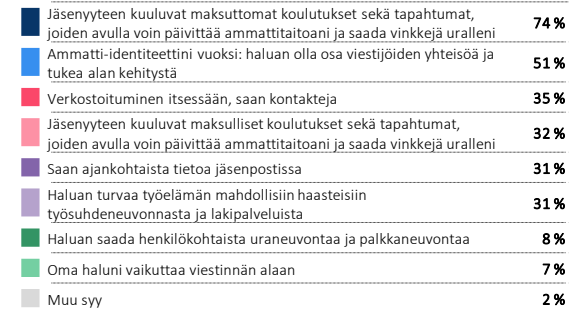 Jäsenyyteen kuuluvat maksuttomat koulutukset sekä tapahtumat,
joiden avulla voin päivittää ammattitaitoani ja saada vinkkejä uralleni 74 %
Ammatti-identiteettini vuoksi: haluan olla osa viestijöiden yhteisöä ja
tukea alan kehitystä 51 %
Verkostoituminen itsessään, saan kontakteja 35 %
Jäsenyyteen kuuluvat maksulliset koulutukset sekä tapahtumat,
joiden avulla voin päivittää ammattitaitoani ja saada vinkkejä uralleni 32 %
Saan ajankohtaista tietoa jäsenpostissa 31 %
Haluan turvaa työelämän mahdollisiin haasteisiin
työsuhdeneuvonnasta ja lakipalveluista 31 %
Haluan saada henkilökohtaista uraneuvontaa ja palkkaneuvontaa 8 %
Oma haluni vaikuttaa viestinnän alaan 7 %
Muu syy 2 %